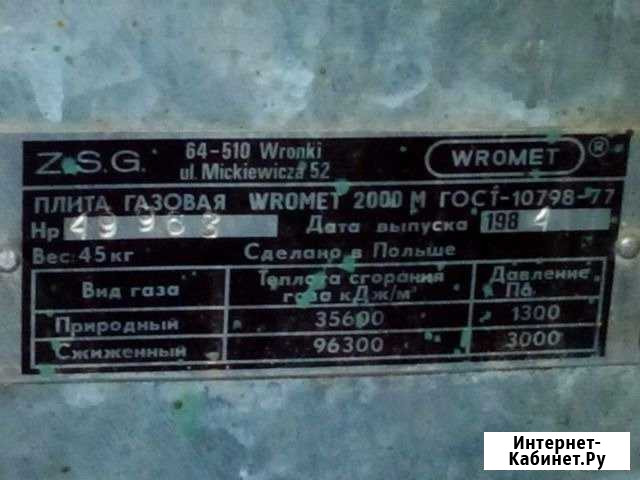 Z.S.G.
64-510 Wronki
ul. Mickiewicza 52
WROMET ®
ПЛИТА ГАЗОВАЯ WROMET 2000 М ГОСТ-10798-77
Нр 49963 Дата выпуска 1981
Вес: 45 кг Сделано в Польше
Вид газа Теплота сгорания газа кДж/м³ Давление Па
Природный 35600 1300
Сжиженный 96300 3000
Интернет-
Кабинет.Ру